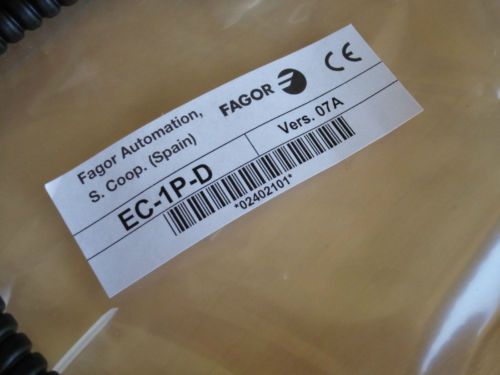 Fagor Automation,
S. Coop. (Spain)
FAGOR
CE
EC-1P-D
Vers. 07A
*02402101*